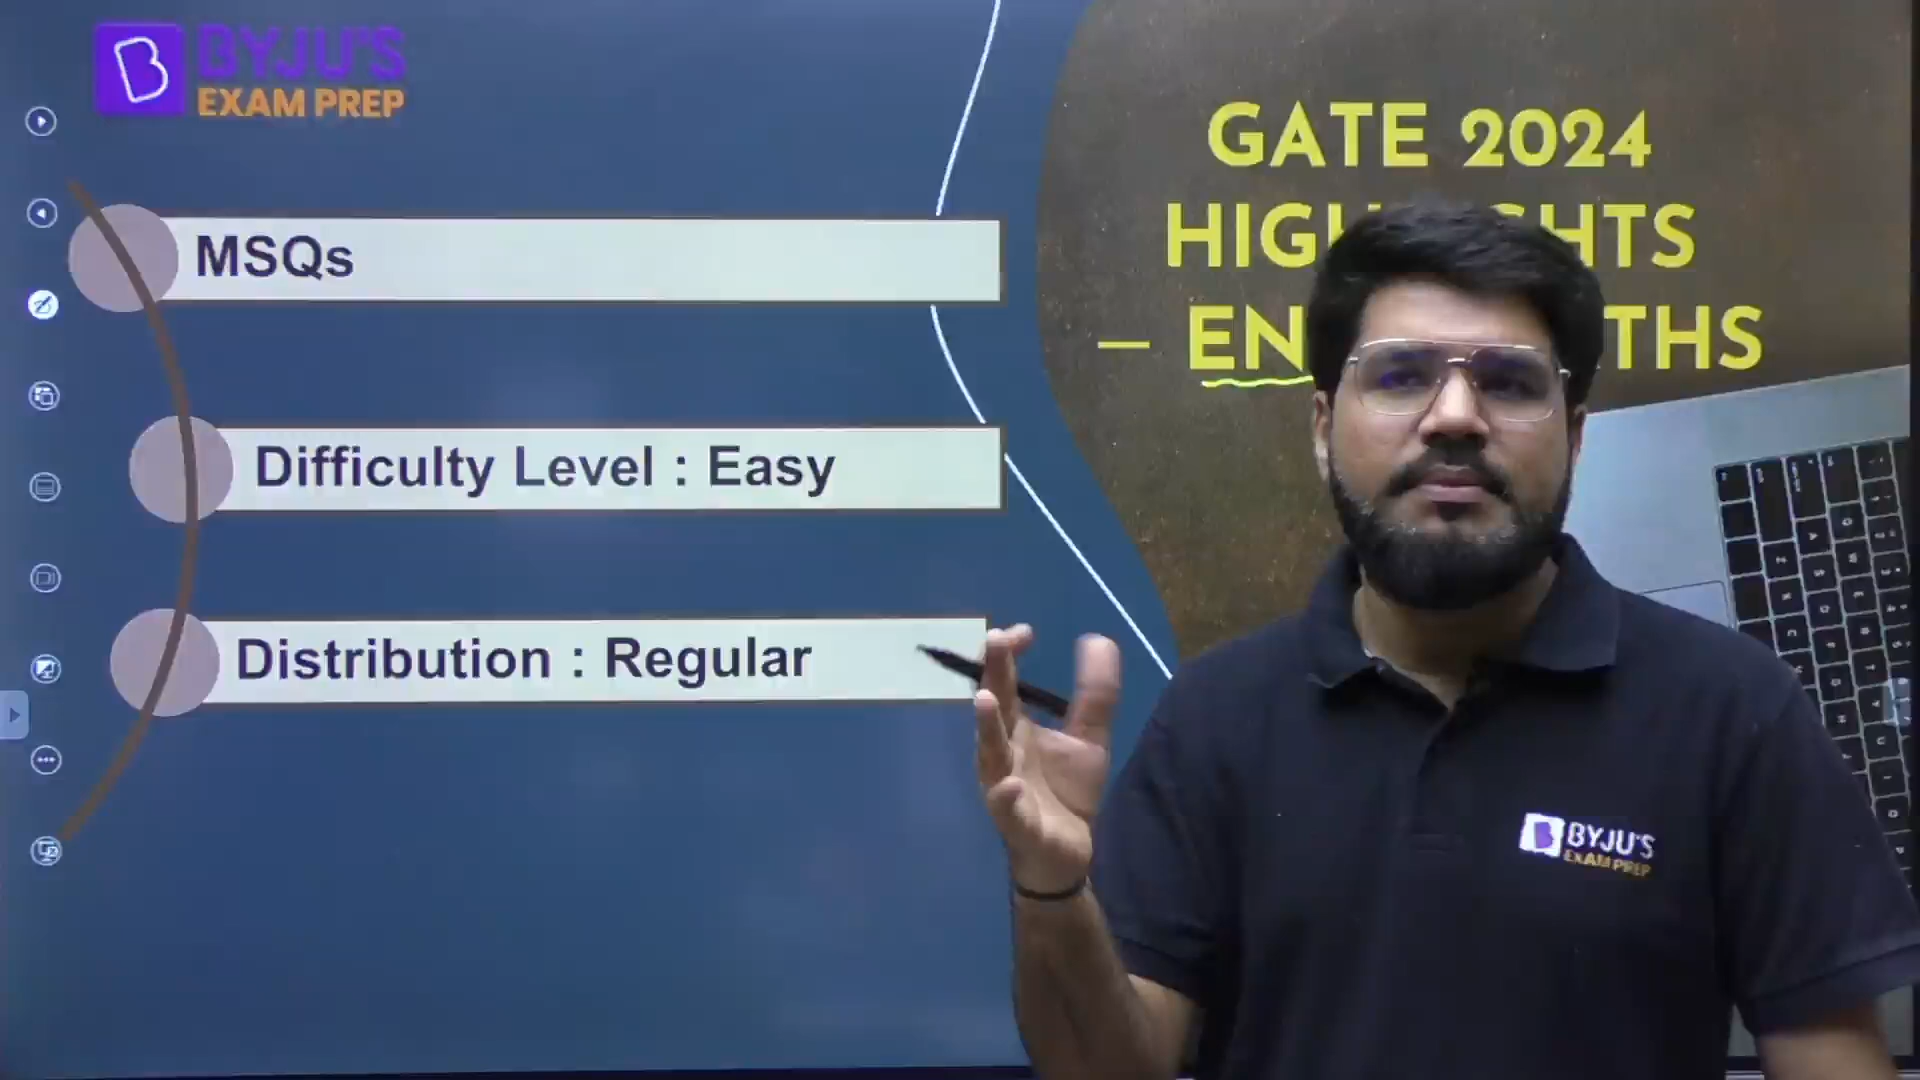 BYJU'S
EXAM PREP
MSQs
Difficulty Level : Easy
Distribution : Regular
GATE 2024
BYJU'S
EXAM PREP